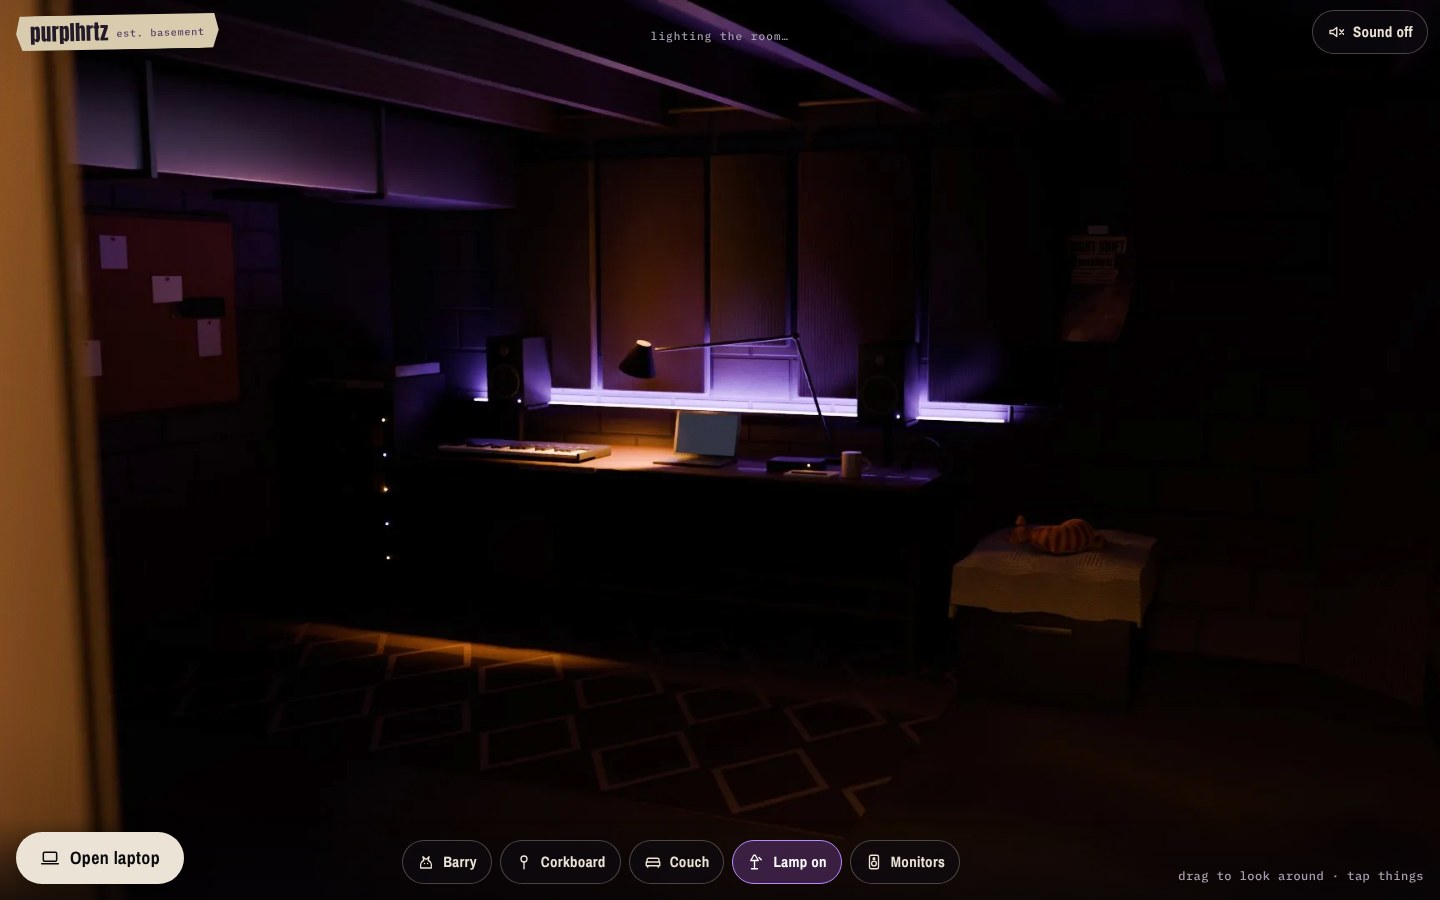 purplhrtz est. basement
lighting the room…
Sound off
Open laptop
Barry
Corkboard
Couch
Lamp on
Monitors
drag to look around · tap things